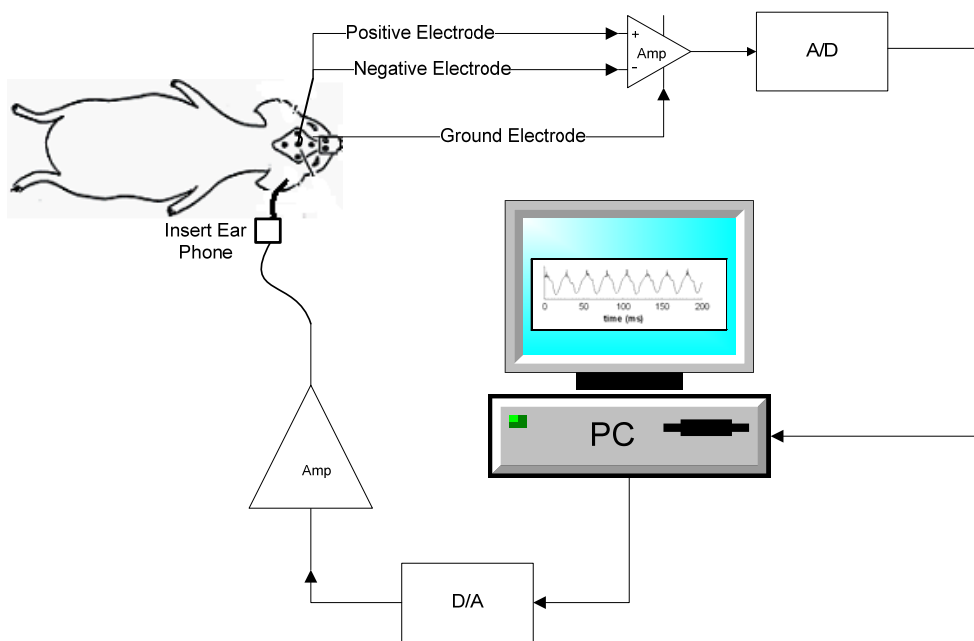 Positive Electrode
+
Amp
-
Negative Electrode
A/D
Ground Electrode
Insert Ear
Phone
0 50 100 150 200
time (ms)
PC
Amp
D/A